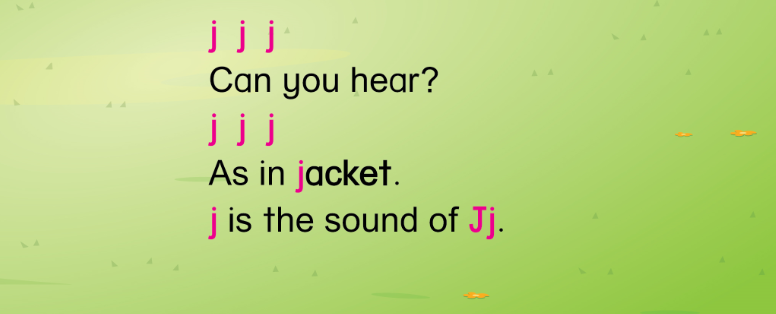 j j j
Can you hear?
j j j
As in jacket.
j is the sound of Jj.